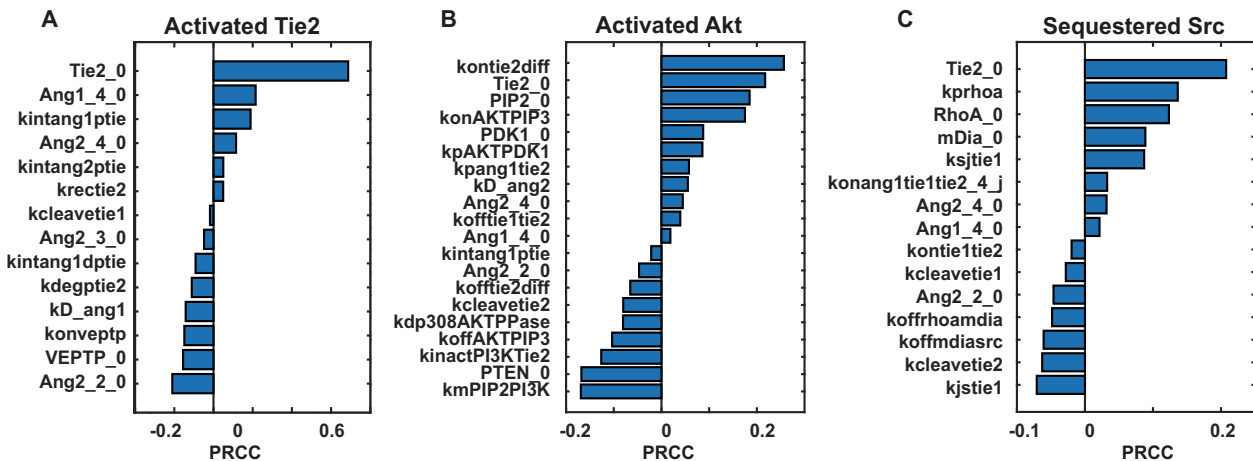 A
Activated Tie2
Tie2_0
Ang1_4_0
kintang1ptie
Ang2_4_0
kintang2ptie
krectie2
kcleavetie1
Ang2_3_0
kintang1dptie
kdegptie2
kD_ang1
konveptp
VEPTP_0
Ang2_2_0
-0.2
0
0.6
PRCC
B
Activated Akt
kontie2diff
Tie2_0
PIP2_0
konAKTPIP3
PDK1_0
kpAKTPDK1
kpang1tie2
kD_ang2
Ang2_4_0
kofftie1tie2
Ang1_4_0
kintang1ptie
Ang2_2_0
kofftie2diff
kcleavetie2
kdp308AKTPPase
koffAKTPIP3
kinactPI3KTie2
PTEN_0
kmPIP2PI3K
-0.2
0
0.2
PRCC
C
Sequestered Src
Tie2_0
kprhoa
RhoA_0
mDia_0
ksjtie1
konang1tie1tie2_4_j
Ang2_4_0
Ang1_4_0
kontie1tie2
kcleavetie1
Ang2_2_0
koffrhoamdia
koffmdiasrc
kcleavetie2
kjstie1
-0.1
0
0.2
PRCC